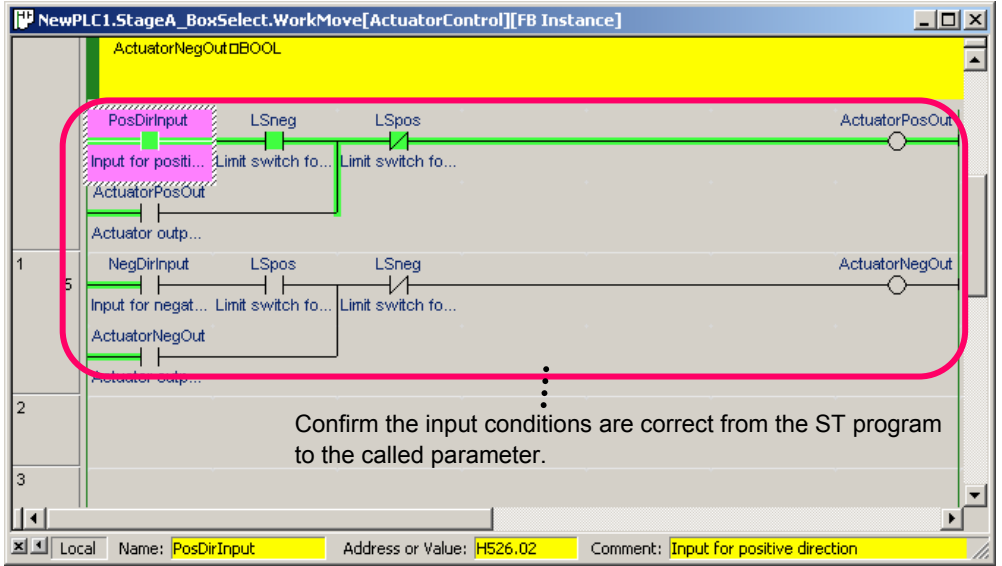 NewPLC1.StageA_BoxSelect.WorkMove[ActuatorControl][FB Instance]
ActuatorNegOut□BOOL
PosDirInput LSneg LSpos ActuatorPosOut
Input for positi... Limit switch fo... Limit switch fo...
ActuatorPosOut
Actuator outp...
1 NegDirInput LSpos LSneg ActuatorNegOut
5
Input for negat... Limit switch fo... Limit switch fo...
ActuatorNegOut
Actuator outp...
2
Confirm the input conditions are correct from the ST program
to the called parameter.
3
Local Name: PosDirInput Address or Value: H526.02 Comment: Input for positive direction